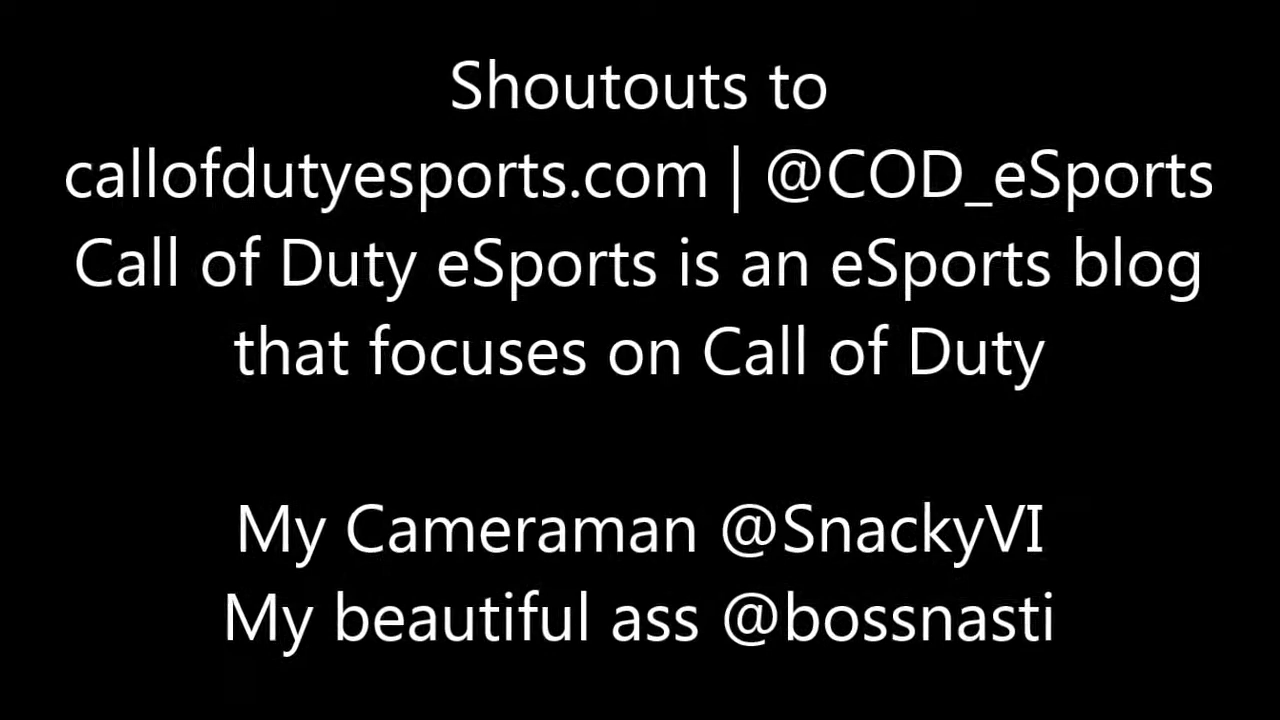 Shoutouts to
callofdutyesports.com | @COD_eSports
Call of Duty eSports is an eSports blog
that focuses on Call of Duty
My Cameraman @SnackyVI
My beautiful ass @bossnasti